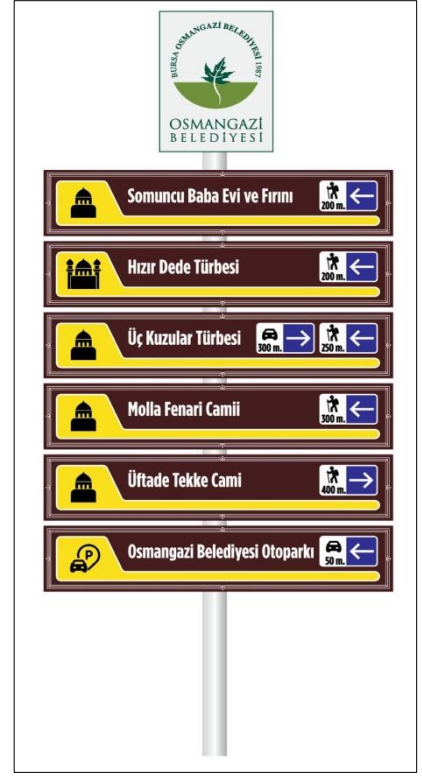 BURSA OSMANGAZİ BELEDİYESİ 1987
OSMANGAZİ
BELEDİYESİ
Somuncu Baba Evi ve Fırını
200 m.
Hızır Dede Türbesi
200 m.
Üç Kuzular Türbesi
300 m.
250 m.
Molla Fenari Camii
300 m.
Üftade Tekke Cami
400 m.
P
Osmangazi Belediyesi Otoparkı
50 m.